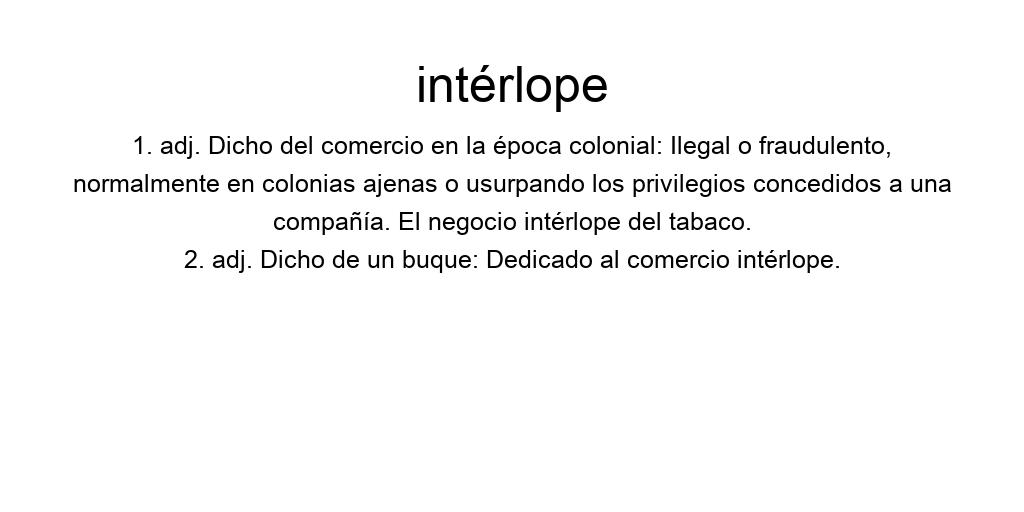 intérlope
1. adj. Dicho del comercio en la época colonial: Ilegal o fraudulento,
normalmente en colonias ajenas o usurpando los privilegios concedidos a una
compañía. El negocio intérlope del tabaco.
2. adj. Dicho de un buque: Dedicado al comercio intérlope.